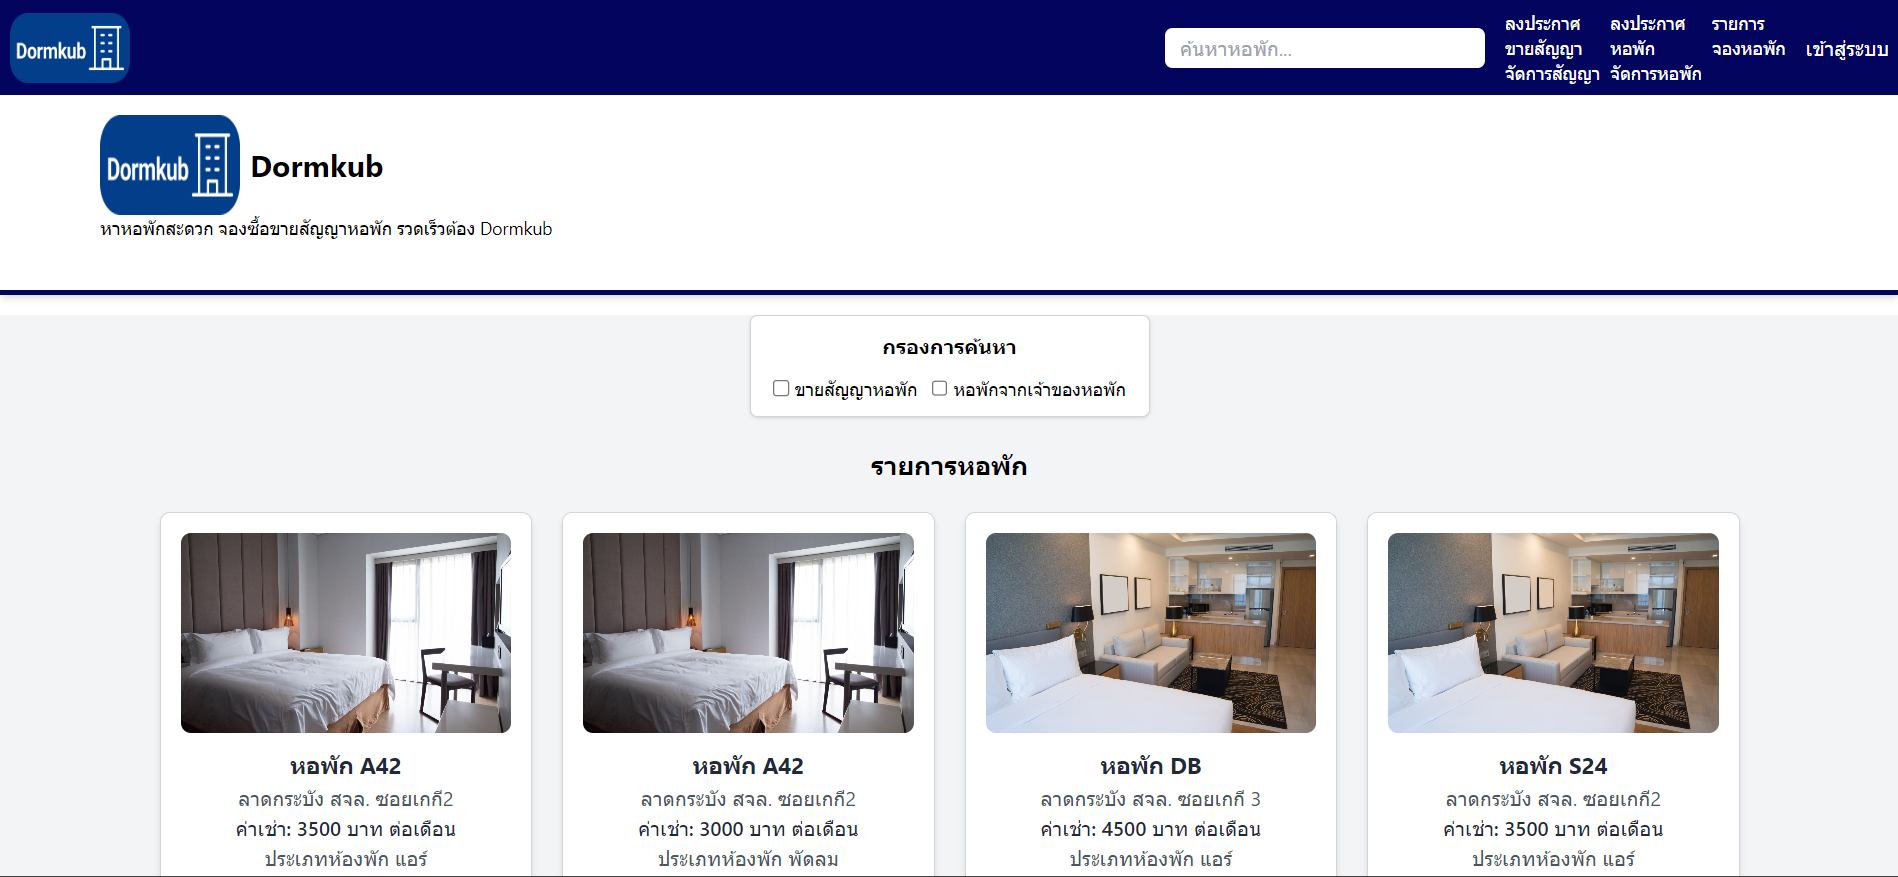 Dormkub
ค้นหาหอพัก...
ลงประกาศ
ขายสัญญา
จัดการสัญญา
ลงประกาศ
หอพัก
จัดการหอพัก
รายการ
จองหอพัก
เข้าสู่ระบบ
Dormkub
Dormkub
หาหอพักสะดวก จองซื้อขายสัญญาหอพัก รวดเร็วต้อง Dormkub
กรองการค้นหา
ขายสัญญาหอพัก
หอพักจากเจ้าของหอพัก
รายการหอพัก
หอพัก A42
ลาดกระบัง สจล. ซอยเกกี2
ค่าเช่า: 3500 บาท ต่อเดือน
ประเภทห้องพัก แอร์
หอพัก A42
ลาดกระบัง สจล. ซอยเกกี2
ค่าเช่า: 3000 บาท ต่อเดือน
ประเภทห้องพัก พัดลม
หอพัก DB
ลาดกระบัง สจล. ซอยเกกี 3
ค่าเช่า: 4500 บาท ต่อเดือน
ประเภทห้องพัก แอร์
หอพัก S24
ลาดกระบัง สจล. ซอยเกกี2
ค่าเช่า: 3500 บาท ต่อเดือน
ประเภทห้องพัก แอร์